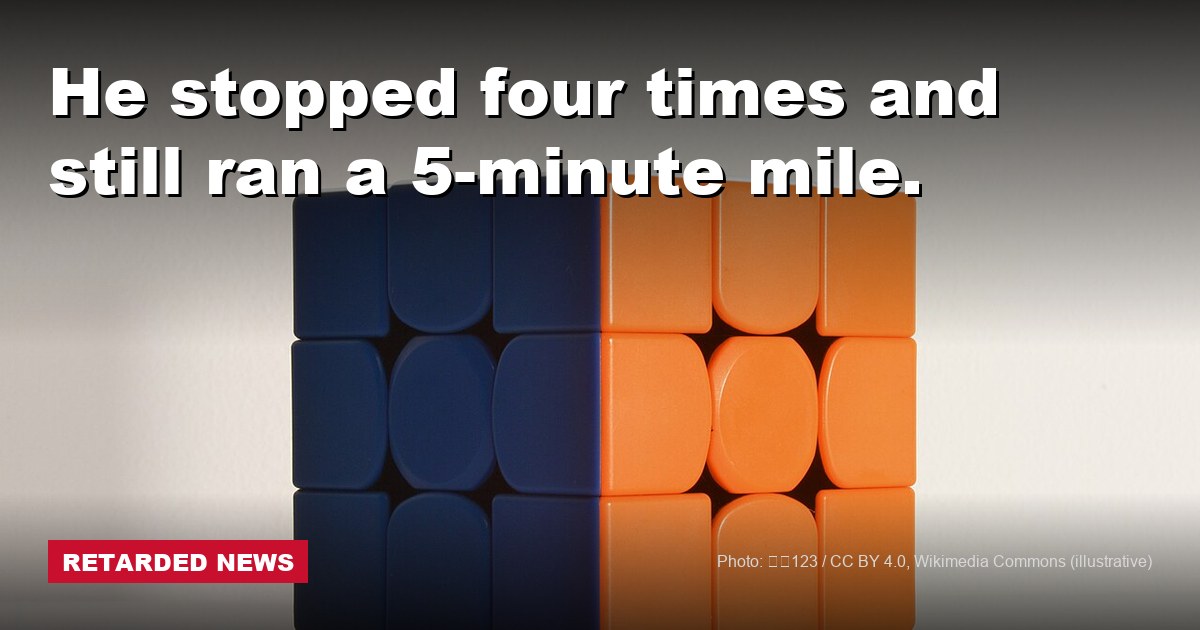 He stopped four times and
still ran a 5-minute mile.
RETARDED NEWS
Photo: 123 / CC BY 4.0, Wikimedia Commons (illustrative)